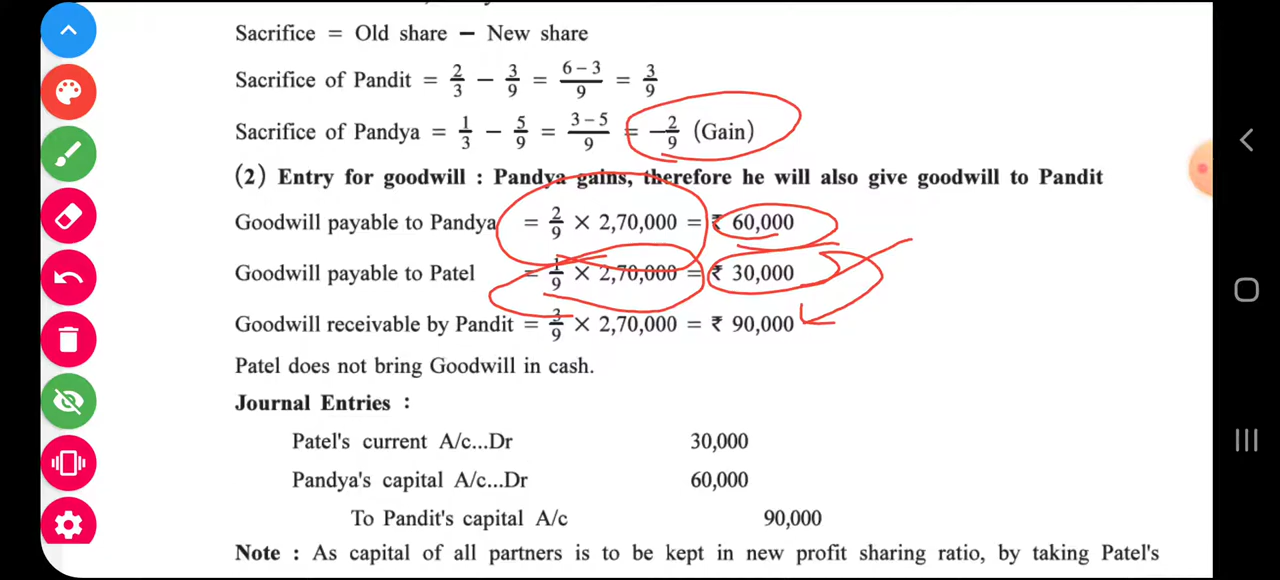 Sacrifice = Old share − New share
Sacrifice of Pandit = 2/3 − 3/9 = 6 − 3/9 = 3/9
Sacrifice of Pandya = 1/3 − 5/9 = 3 − 5/9 = −2/9 (Gain)
(2) Entry for goodwill : Pandya gains, therefore he will also give goodwill to Pandit
Goodwill payable to Pandya = 2/9 × 2,70,000 = ₹ 60,000
Goodwill payable to Patel = 1/9 × 2,70,000 = ₹ 30,000
Goodwill receivable by Pandit = 3/9 × 2,70,000 = ₹ 90,000
Patel does not bring Goodwill in cash.
Journal Entries :
Patel's current A/c...Dr 30,000
Pandya's capital A/c...Dr 60,000
To Pandit's capital A/c 90,000
Note : As capital of all partners is to be kept in new profit sharing ratio, by taking Patel's